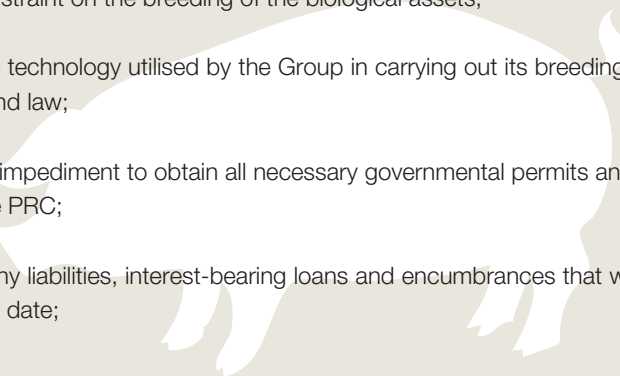 straint on the breeding of the biological assets;
technology utilised by the Group in carrying out its breeding
nd law;
impediment to obtain all necessary governmental permits an
PRC;
ny liabilities, interest-bearing loans and encumbrances that w
date;